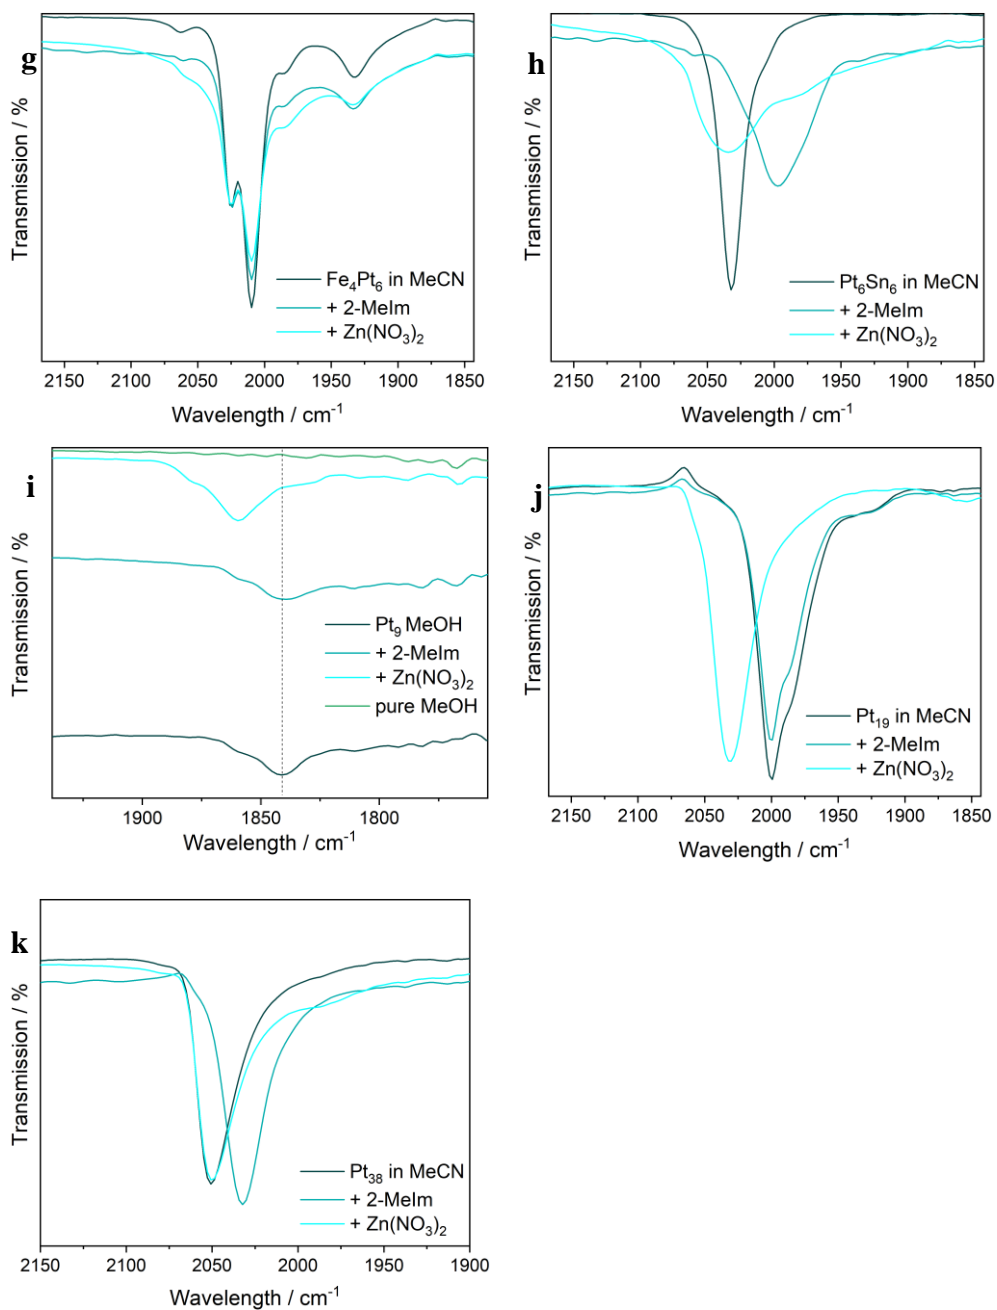 g
Transmission / %
Fe₄Pt₆ in MeCN
+ 2-MeIm
+ Zn(NO₃)₂
2150 2100 2050 2000 1950 1900 1850
Wavelength / cm⁻¹
h
Transmission / %
Pt₆Sn₆ in MeCN
+ 2-MeIm
+ Zn(NO₃)₂
2100 2050 2000 1950 1900 1850
Wavelength / cm⁻¹
i
Transmission / %
Pt₉ MeOH
+ 2-MeIm
+ Zn(NO₃)₂
pure MeOH
1900 1850 1800
Wavelength / cm⁻¹
j
Transmission / %
Pt₁₉ in MeCN
+ 2-MeIm
+ Zn(NO₃)₂
2150 2100 2050 2000 1950 1900 1850
Wavelength / cm⁻¹
k
Transmission / %
Pt₃₈ in MeCN
+ 2-MeIm
+ Zn(NO₃)₂
2150 2100 2050 2000 1950 1900
Wavelength / cm⁻¹